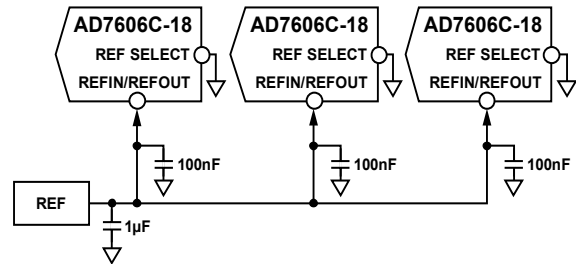 AD7606C-18 AD7606C-18 AD7606C-18
REF SELECT REF SELECT REF SELECT
REFIN/REFOUT REFIN/REFOUT REFIN/REFOUT
100nF 100nF 100nF
REF
1µF